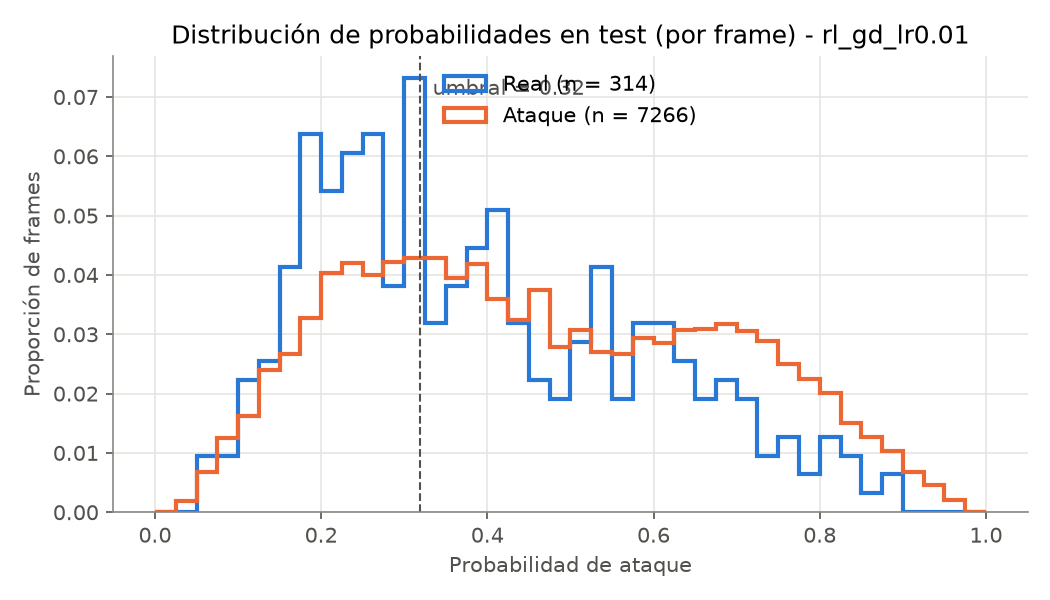 Distribución de probabilidades en test (por frame) - rl_gd_lr0.01
umbral = 0.32
Real (n = 314)
Ataque (n = 7266)
Proporción de frames
0.07
0.06
0.05
0.04
0.03
0.02
0.01
0.00
0.0 0.2 0.4 0.6 0.8 1.0
Probabilidad de ataque